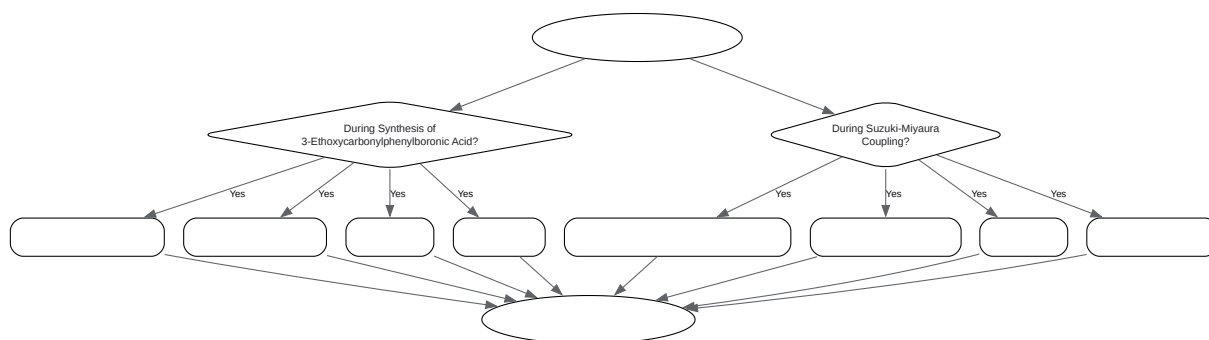 During Synthesis of
3-Ethoxycarbonylphenylboronic Acid?
During Suzuki-Miyaura
Coupling?
Yes
Yes
Yes
Yes
Yes
Yes
Yes
Yes